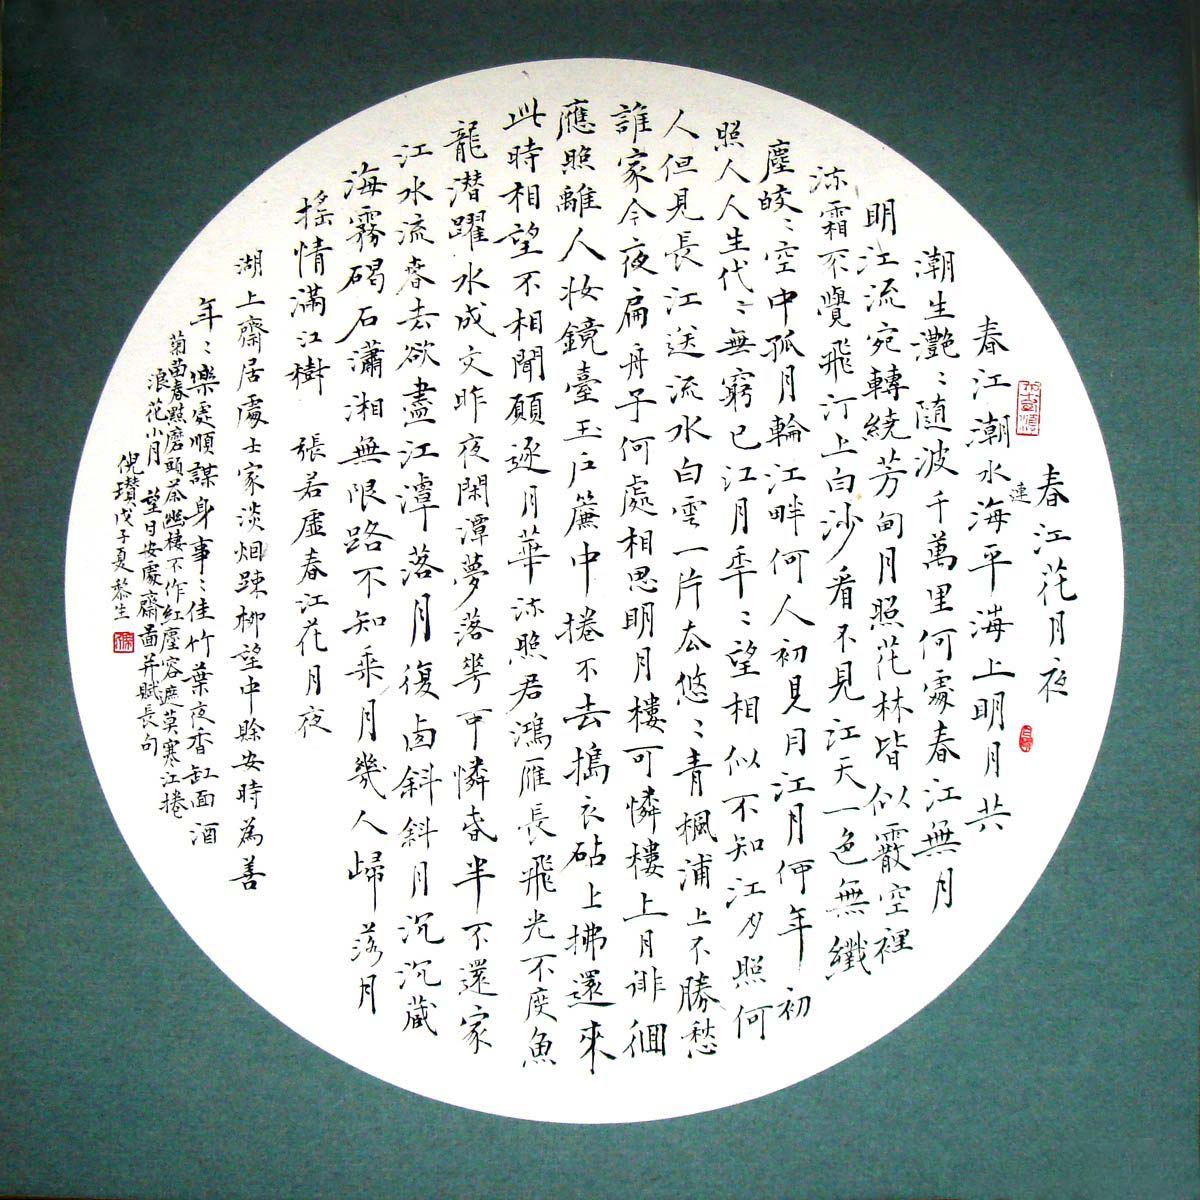 春江花月夜
春江潮水海平海上明月共
連
潮生灔〻隨波千萬里何處春江無月
明江流宛轉繞芳甸月照花林皆似霰空裡
流霜不覺飛汀上白沙看不見江天一色無纖
塵皎〻空中孤月輪江畔何人初見月江月何年初
照人人生代〻無窮已江月年〻望相似不知江月照何
人但見長江送流水白雲一片去悠〻青楓浦上不勝愁
誰家今夜扁舟子何處相思明月樓可憐樓上月徘徊
應照離人妝鏡臺玉户簾中捲不去搗衣砧上拂還來
此時相望不相聞願逐月華流照君鴻雁長飛光不度魚
龍潜躍水成文昨夜閑潭夢落花可憐春半不還家
江水流春去欲盡江潭落月復西斜斜月沉沉藏
海霧碣石瀟湘無限路不知乘月幾人歸落月
摇情滿江樹 張若虛春江花月夜
湖上齋居處士家淡烟踈柳望中賒安時爲善
年〻樂處順謀身事〻佳竹葉夜香缸面酒
菊苗春點磨頭茶幽棲不作紅塵容遮莫寒江捲
浪花小月 望日安處齋啚并賦長句
倪瓚戊子夏黎生